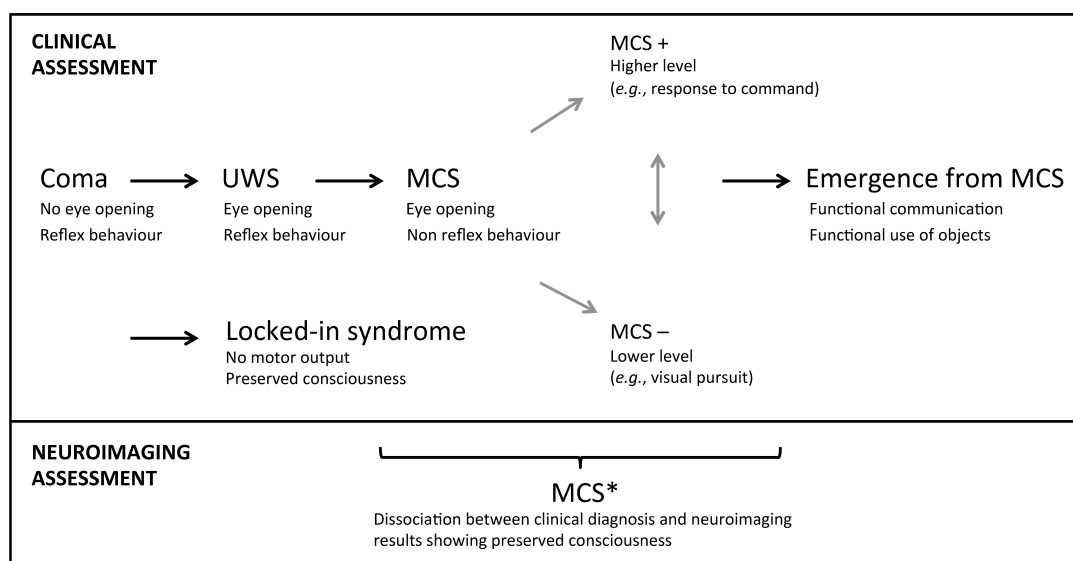 CLINICAL
ASSESSMENT
MCS +
Higher level
(e.g., response to command)
Coma
No eye opening
Reflex behaviour
UWS
Eye opening
Reflex behaviour
MCS
Eye opening
Non reflex behaviour
Emergence from MCS
Functional communication
Functional use of objects
Locked-in syndrome
No motor output
Preserved consciousness
MCS –
Lower level
(e.g., visual pursuit)
NEUROIMAGING
ASSESSMENT
MCS*
Dissociation between clinical diagnosis and neuroimaging
results showing preserved consciousness